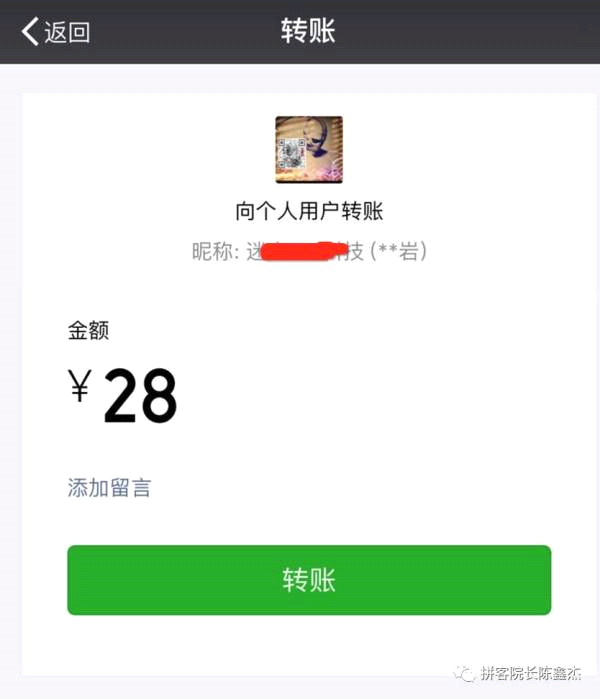 返回
转账
向个人用户转账
昵称: 迷 技 (**岩)
金额
¥28
添加留言
转账
拼客院长陈鑫杰